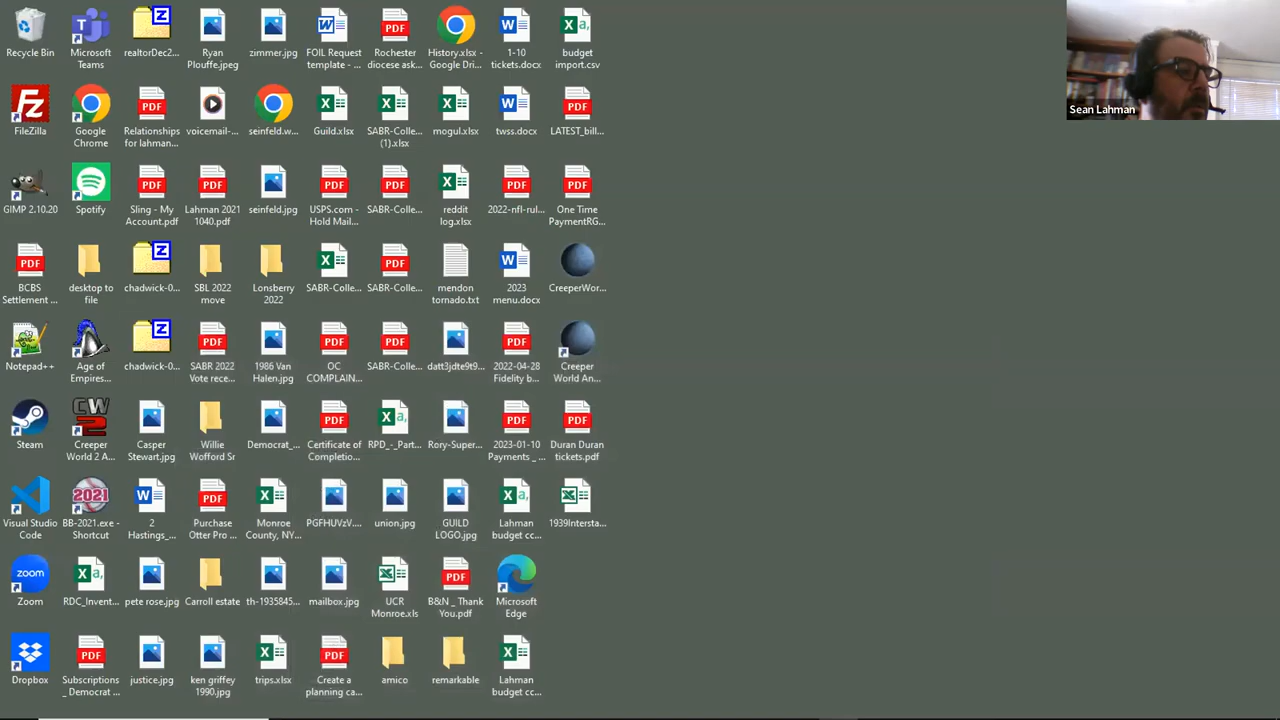 Recycle Bin
Microsoft
Teams
realtorDec2...
Ryan
Plouffe.jpeg
zimmer.jpg
FOIL Request
template - ...
Rochester
diocese ask...
History.xlsx -
Google Dri...
1-10
tickets.docx
budget
import.csv
Sean Lahman
FileZilla
Google
Chrome
Relationships
for lahman...
voicemail-...
seinfeld.w...
Guild.xlsx
SABR-Colle...
(1).xlsx
mogul.xlsx
twss.docx
LATEST_bill...
GIMP 2.10.20
Spotify
Sling - My
Account.pdf
Lahman 2021
1040.pdf
seinfeld.jpg
USPS.com -
Hold Mail...
SABR-Colle...
reddit
log.xlsx
2022-nfl-rul...
One Time
PaymentRG...
BCBS
Settlement ...
desktop to
file
chadwick-0...
SBL 2022
move
Lonsberry
2022
SABR-Colle...
SABR-Colle...
mendon
tornado.txt
2023
menu.docx
CreeperWor...
Notepad++
Age of
Empires...
chadwick-0...
SABR 2022
Vote rece...
1986 Van
Halen.jpg
OC
COMPLAIN...
SABR-Colle...
datt3jdte9t9...
2022-04-28
Fidelity b...
Creeper
World An...
Steam
Creeper
World 2 A...
Casper
Stewart.jpg
Willie
Wofford Sr
Democrat_...
Certificate of
Completio...
RPD_-_Part...
Rory-Super...
2023-01-10
Payments _ ...
Duran Duran
tickets.pdf
Visual Studio
Code
BB-2021.exe -
Shortcut
2
Hastings_...
Purchase
Otter Pro ...
Monroe
County, NY...
PGFHUVzV....
union.jpg
GUILD
LOGO.jpg
Lahman
budget cc...
1939Intersta...
Zoom
RDC_Invent...
pete rose.jpg
Carroll estate
th-1935845...
mailbox.jpg
UCR
Monroe.xls
B&N _ Thank
You.pdf
Microsoft
Edge
Dropbox
Subscriptions
_ Democrat ...
justice.jpg
ken griffey
1990.jpg
trips.xlsx
Create a
planning ca...
amico
remarkable
Lahman
budget cc...